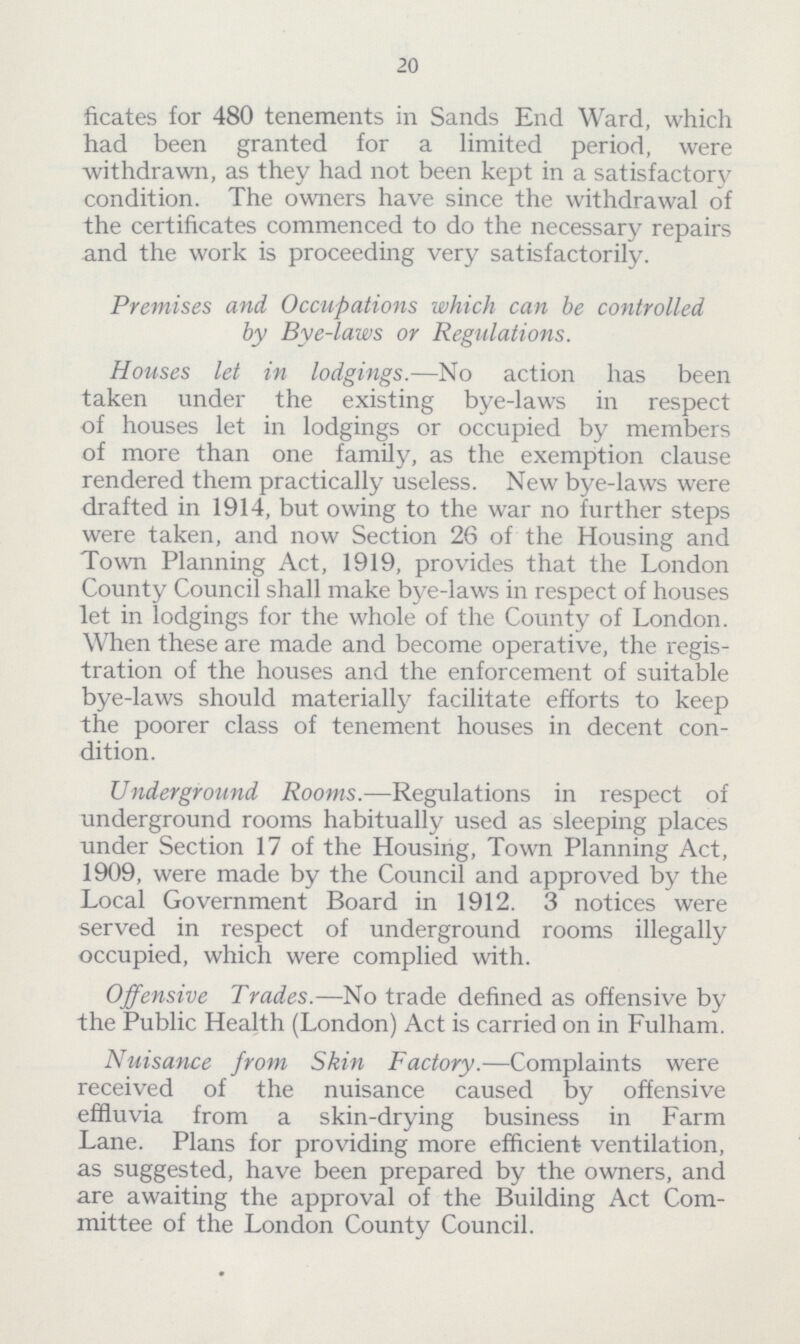 20
ficates for 480 tenements in Sands End Ward, which
had been granted for a limited period, were
withdrawn, as they had not been kept in a satisfactory
condition. The owners have since the withdrawal of
the certificates commenced to do the necessary repairs
and the work is proceeding very satisfactorily.
Premises and Occupations which can be controlled
by Bye-laws or Regulations.
Houses let in lodgings.—No action has been
taken under the existing bye-laws in respect
of houses let in lodgings or occupied by members
of more than one family, as the exemption clause
rendered them practically useless. New bye-laws were
drafted in 1914, but owing to the war no further steps
were taken, and now Section 26 of the Housing and
Town Planning Act, 1919, provides that the London
County Council shall make bye-laws in respect of houses
let in lodgings for the whole of the County of London.
When these are made and become operative, the regis-
tration of the houses and the enforcement of suitable
bye-laws should materially facilitate efforts to keep
the poorer class of tenement houses in decent con-
dition.
Underground Rooms.—Regulations in respect of
underground rooms habitually used as sleeping places
under Section 17 of the Housing, Town Planning Act,
1909, were made by the Council and approved by the
Local Government Board in 1912. 3 notices were
served in respect of underground rooms illegally
occupied, which were complied with.
Offensive Trades.—No trade defined as offensive by
the Public Health (London) Act is carried on in Fulham.
Nuisance from Skin Factory.—Complaints were
received of the nuisance caused by offensive
effluvia from a skin-drying business in Farm
Lane. Plans for providing more efficient ventilation,
as suggested, have been prepared by the owners, and
are awaiting the approval of the Building Act Com-
mittee of the London County Council.